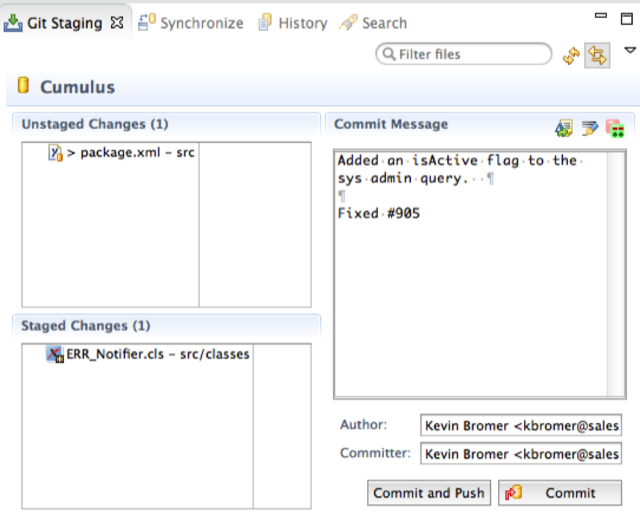 Git Staging Synchronize History Search
Filter files
Cumulus
Unstaged Changes (1)
> package.xml - src
Staged Changes (1)
ERR_Notifier.cls - src/classes
Commit Message
Added·an·isActive·flag·to·the·
sys·admin·query.··¶
¶
Fixed·#905
Author: Kevin Bromer <kbromer@sales
Committer: Kevin Bromer <kbromer@sales
Commit and Push Commit